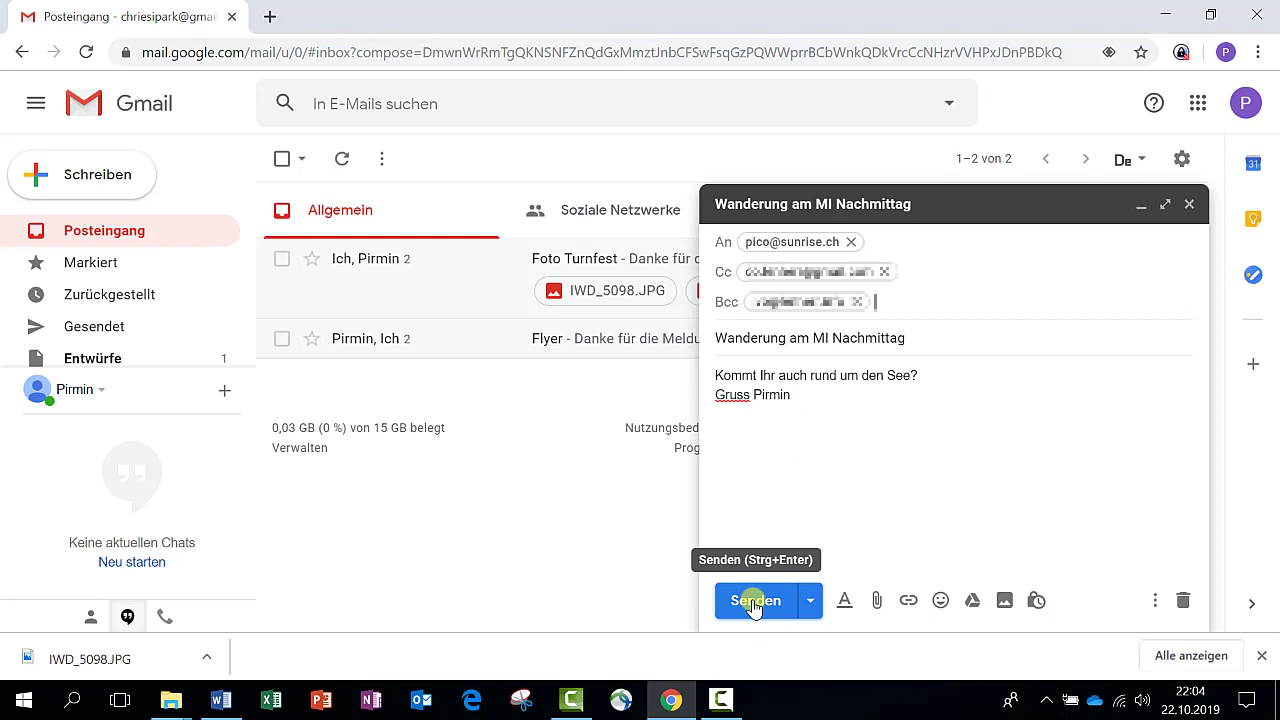 Posteingang - chriesipark@gmai
mail.google.com/mail/u/0/#inbox?compose=DmwnWrRmTgQKNSNFZnQdGxMmztJnbCFSwFsqGzPQWWprrBCbWnkQDkVrcCcNHzrVVHPxJDnPBDkQ
P
Gmail
In E-Mails suchen
P
Schreiben
1–2 von 2
De
31
Posteingang
Markiert
Zurückgestellt
Gesendet
Entwürfe 1
Pirmin
Keine aktuellen Chats
Neu starten
Allgemein
Soziale Netzwerke
Ich, Pirmin 2
Foto Turnfest - Danke für d
IWD_5098.JPG
Pirmin, Ich 2
Flyer - Danke für die Meldu
0,03 GB (0 %) von 15 GB belegt
Verwalten
Nutzungsbed
Prog
Wanderung am MI Nachmittag
An pico@sunrise.ch
Cc
Bcc
Wanderung am MI Nachmittag
Kommt Ihr auch rund um den See?
Gruss Pirmin
Senden (Strg+Enter)
Senden
IWD_5098.JPG
Alle anzeigen
22:04
22.10.2019